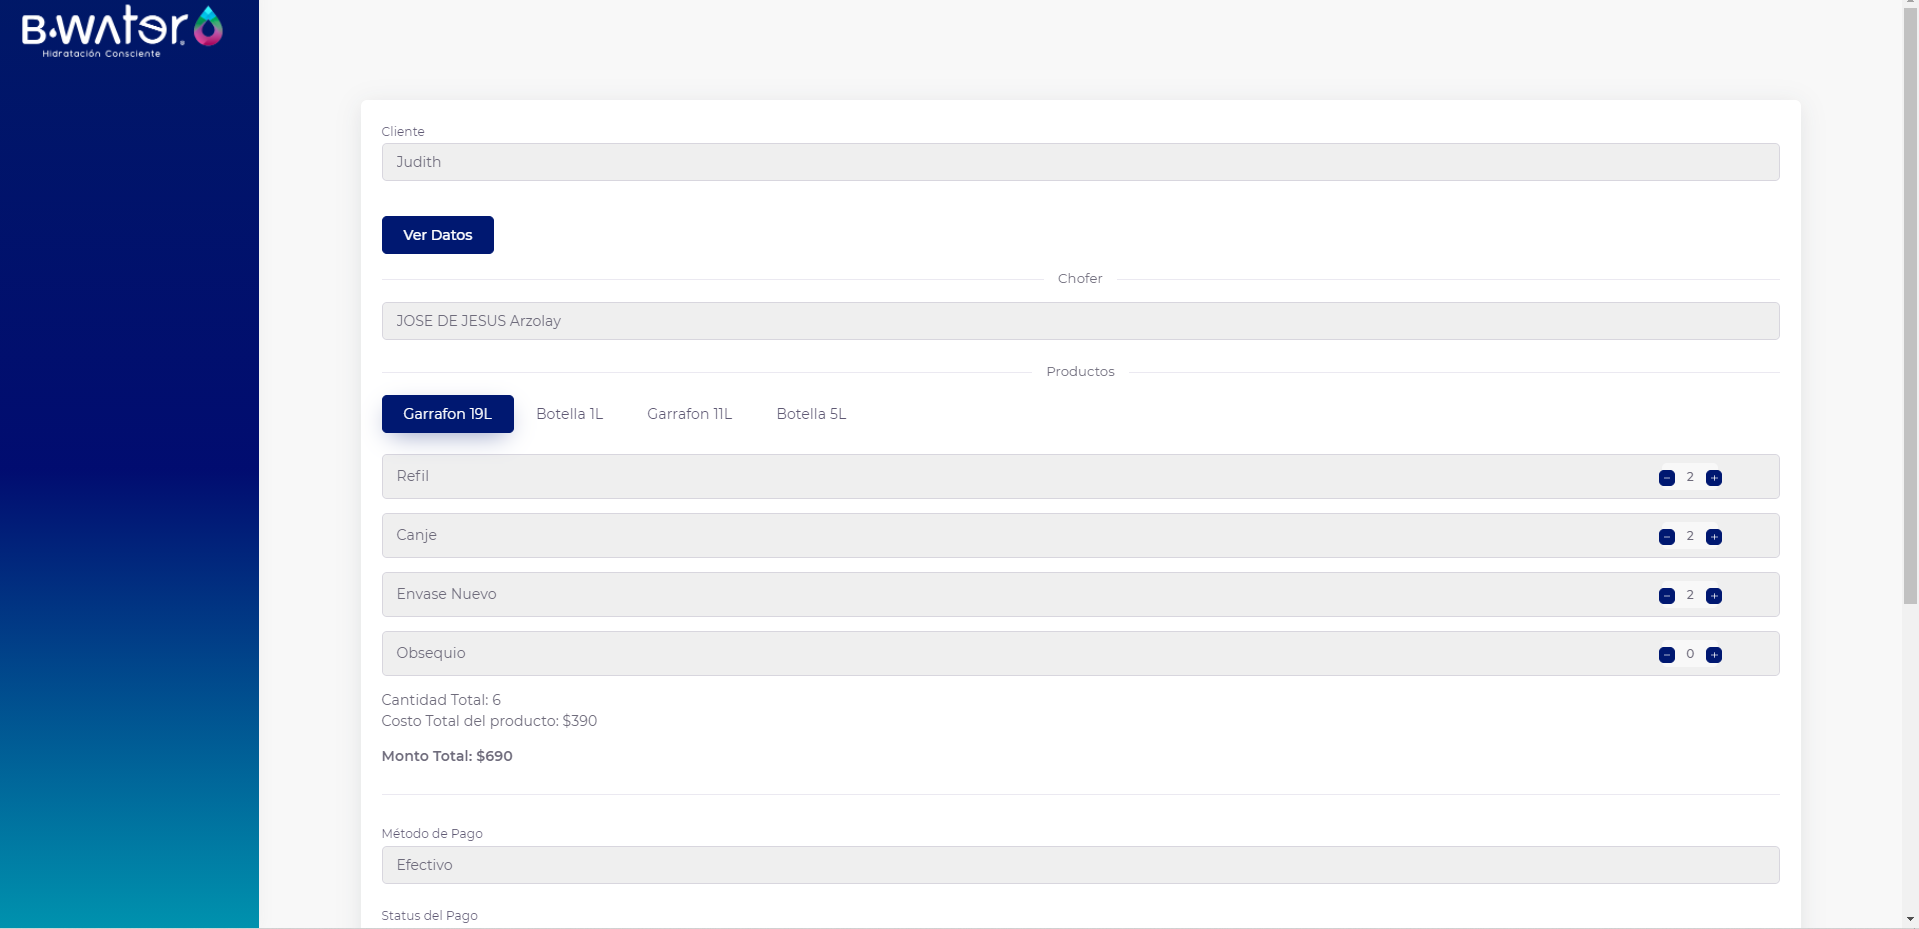 B·water
Hidratación Consciente
Cliente
Judith
Ver Datos
Chofer
JOSE DE JESUS Arzolay
Productos
Garrafon 19L Botella 1L Garrafon 11L Botella 5L
Refil - 2 +
Canje - 2 +
Envase Nuevo - 2 +
Obsequio - 0 +
Cantidad Total: 6
Costo Total del producto: $390
Monto Total: $690
Método de Pago
Efectivo
Status del Pago